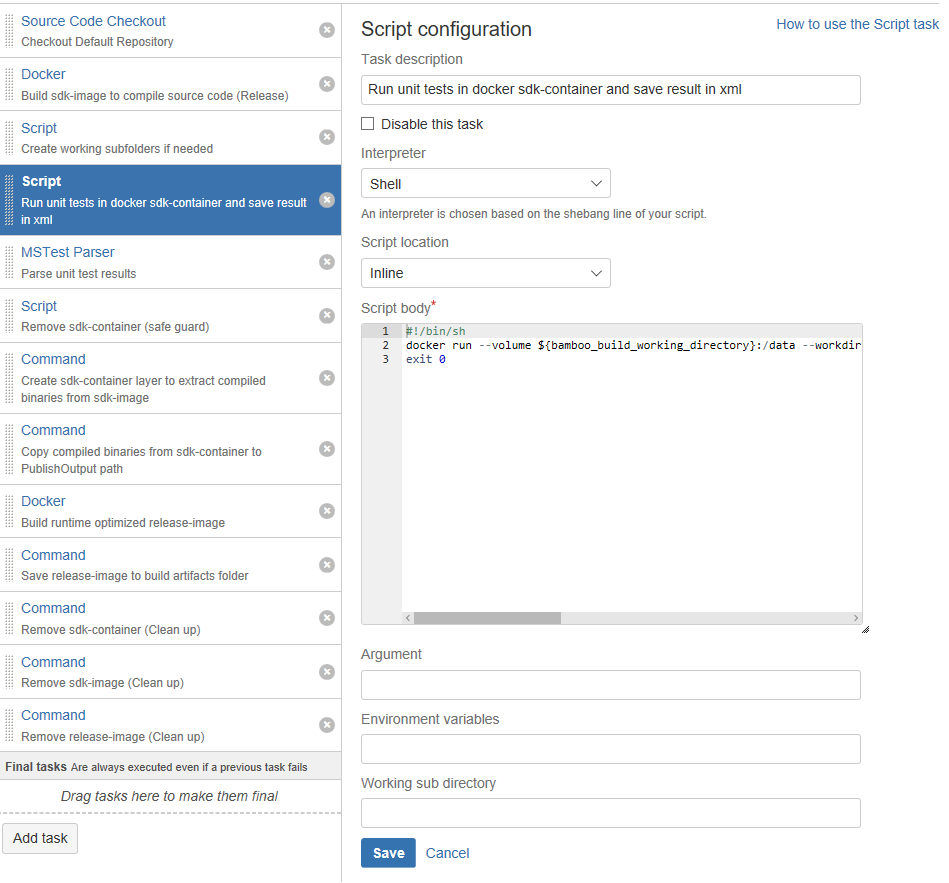 Source Code Checkout
Checkout Default Repository
Docker
Build sdk-image to compile source code (Release)
Script
Create working subfolders if needed
Script
Run unit tests in docker sdk-container and save result
in xml
MSTest Parser
Parse unit test results
Script
Remove sdk-container (safe guard)
Command
Create sdk-container layer to extract compiled
binaries from sdk-image
Command
Copy compiled binaries from sdk-container to
PublishOutput path
Docker
Build runtime optimized release-image
Command
Save release-image to build artifacts folder
Command
Remove sdk-container (Clean up)
Command
Remove sdk-image (Clean up)
Command
Remove release-image (Clean up)
Final tasks Are always executed even if a previous task fails
Drag tasks here to make them final
Add task
Script configuration
How to use the Script task
Task description
Run unit tests in docker sdk-container and save result in xml
Disable this task
Interpreter
Shell
An interpreter is chosen based on the shebang line of your script.
Script location
Inline
Script body*
1 #!/bin/sh
2 docker run --volume ${bamboo_build_working_directory}:/data --workdir
3 exit 0
Argument
Environment variables
Working sub directory
Save Cancel